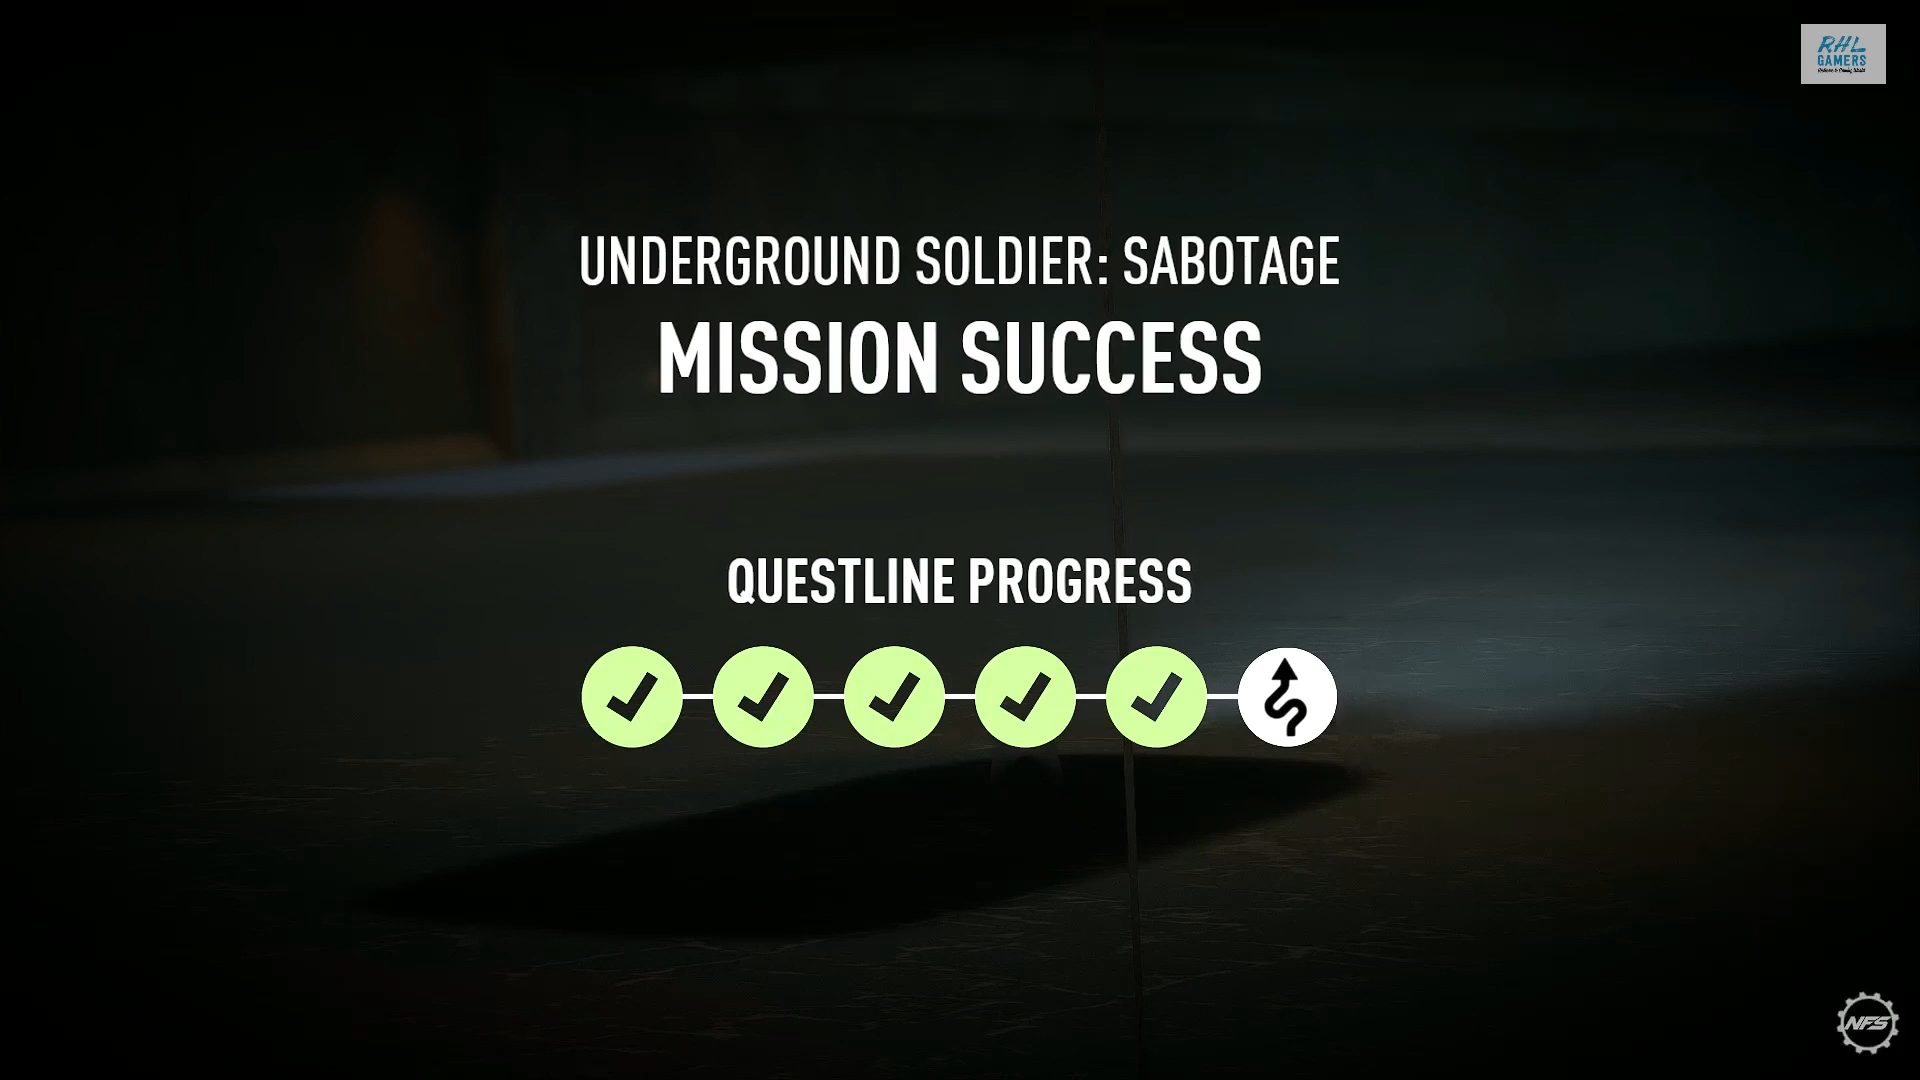 RHL
GAMERS
UNDERGROUND SOLDIER: SABOTAGE
MISSION SUCCESS
QUESTLINE PROGRESS
NFS